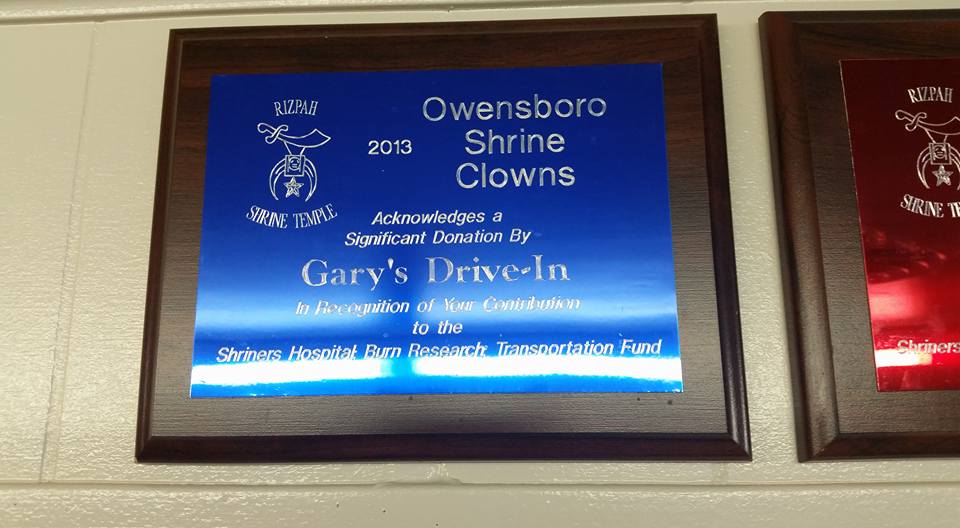 RIZPAH
SHRINE TEMPLE
2013
Owensboro
Shrine
Clowns
Acknowledges a
Significant Donation By
Gary's Drive-In
In Recognition of Your Contribution
to the
Shriners Hospital; Burn Research; Transportation Fund
RIZPAH
SHRINE TE
Shriners